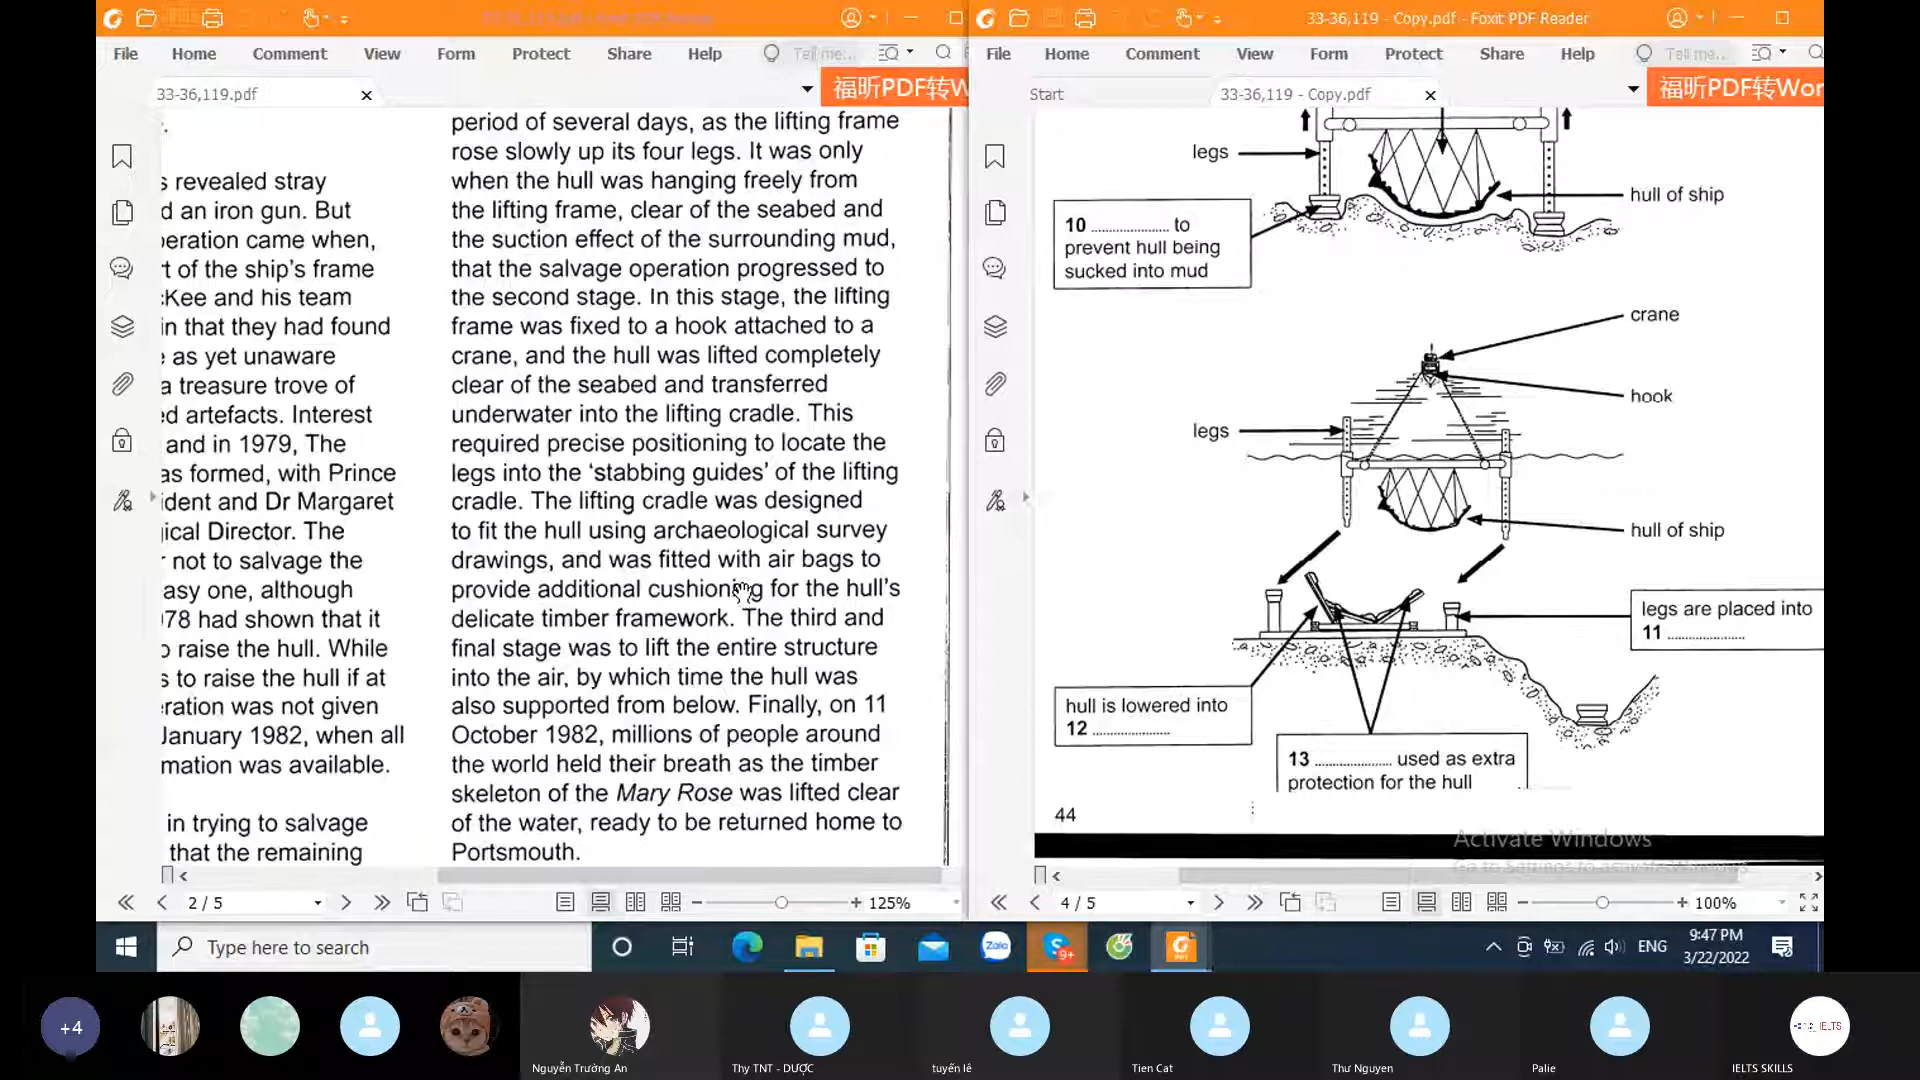 33-36,119 - Copy.pdf - Foxit PDF Reader
File Home Comment View Form Protect Share Help Tell me...
File Home Comment View Form Protect Share Help Tell me...
33-36,119.pdf
福昕PDF转W
Start
33-36,119 - Copy.pdf
福昕PDF转Wor
s revealed stray
d an iron gun. But
peration came when,
rt of the ship's frame
cKee and his team
in that they had found
e as yet unaware
a treasure trove of
ed artefacts. Interest
and in 1979, The
as formed, with Prince
ident and Dr Margaret
gical Director. The
r not to salvage the
asy one, although
78 had shown that it
o raise the hull. While
s to raise the hull if at
eration was not given
January 1982, when all
mation was available.
in trying to salvage
that the remaining
period of several days, as the lifting frame
rose slowly up its four legs. It was only
when the hull was hanging freely from
the lifting frame, clear of the seabed and
the suction effect of the surrounding mud,
that the salvage operation progressed to
the second stage. In this stage, the lifting
frame was fixed to a hook attached to a
crane, and the hull was lifted completely
clear of the seabed and transferred
underwater into the lifting cradle. This
required precise positioning to locate the
legs into the ‘stabbing guides’ of the lifting
cradle. The lifting cradle was designed
to fit the hull using archaeological survey
drawings, and was fitted with air bags to
provide additional cushioning for the hull's
delicate timber framework. The third and
final stage was to lift the entire structure
into the air, by which time the hull was
also supported from below. Finally, on 11
October 1982, millions of people around
the world held their breath as the timber
skeleton of the Mary Rose was lifted clear
of the water, ready to be returned home to
Portsmouth.
legs
hull of ship
10 .................... to
prevent hull being
sucked into mud
crane
hook
legs
hull of ship
legs are placed into
11 ....................
hull is lowered into
12 ....................
13 .................... used as extra
protection for the hull
44
Activate Windows
2 / 5
125%
4 / 5
100%
Type here to search
Zalo
9+
ENG
9:47 PM
3/22/2022
+4
IELTS
Nguyễn Trường An
Thy TNT - DƯỢC
tuyến lê
Tien Cat
Thư Nguyen
Palie
IELTS SKILLS